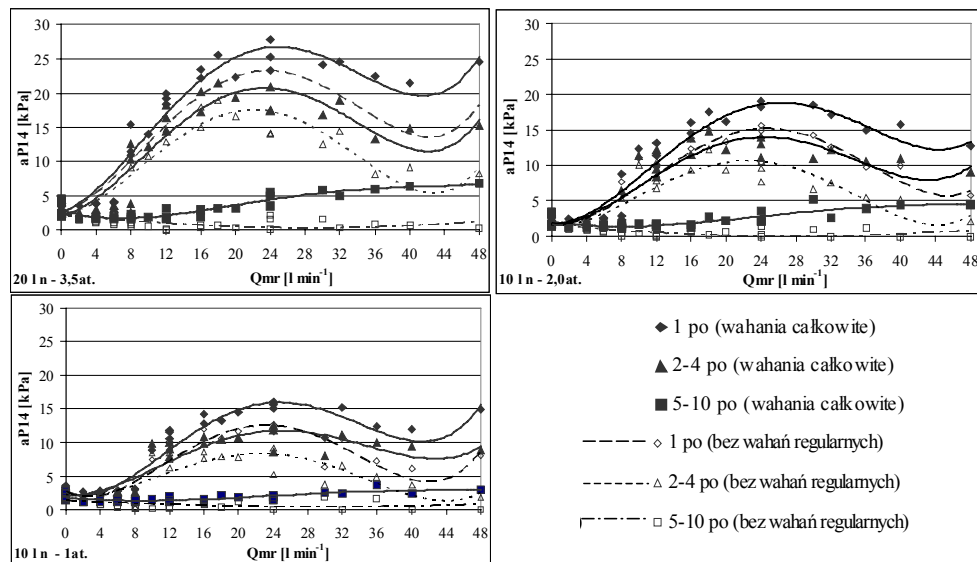 30
25
20
15
10
5
0
aP14 [kPa]
0 4 8 12 16 20 24 28 32 36 40 44 48
20 l n - 3,5at.
Qmr [l min⁻¹]
30
25
20
15
10
5
0
aP14 [kPa]
0 4 8 12 16 20 24 28 32 36 40 44 48
10 l n - 2,0at.
Qmr [l min⁻¹]
30
25
20
15
10
5
0
aP14 [kPa]
0 4 8 12 16 20 24 28 32 36 40 44 48
10 l n - 1at.
Qmr [l min⁻¹]
1 po (wahania całkowite)
2-4 po (wahania całkowite)
5-10 po (wahania całkowite)
1 po (bez wahań regularnych)
2-4 po (bez wahań regularnych)
5-10 po (bez wahań regularnych)